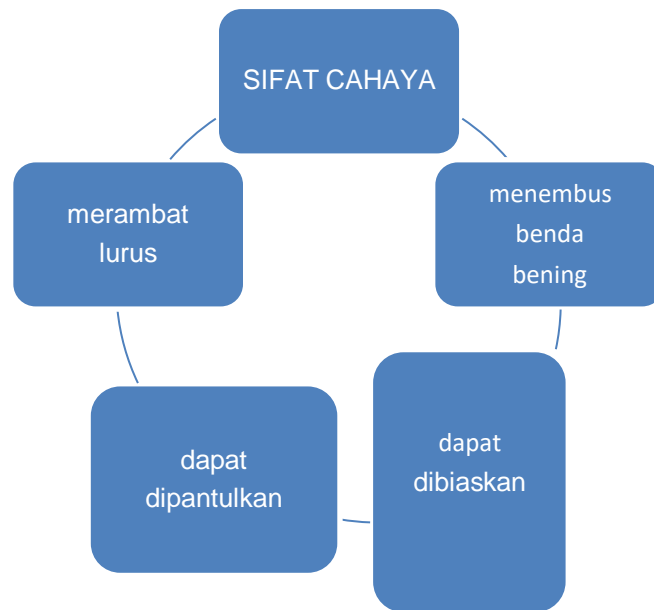 SIFAT CAHAYA
menembus
benda
bening
dapat
dibiaskan
dapat
dipantulkan
merambat
lurus